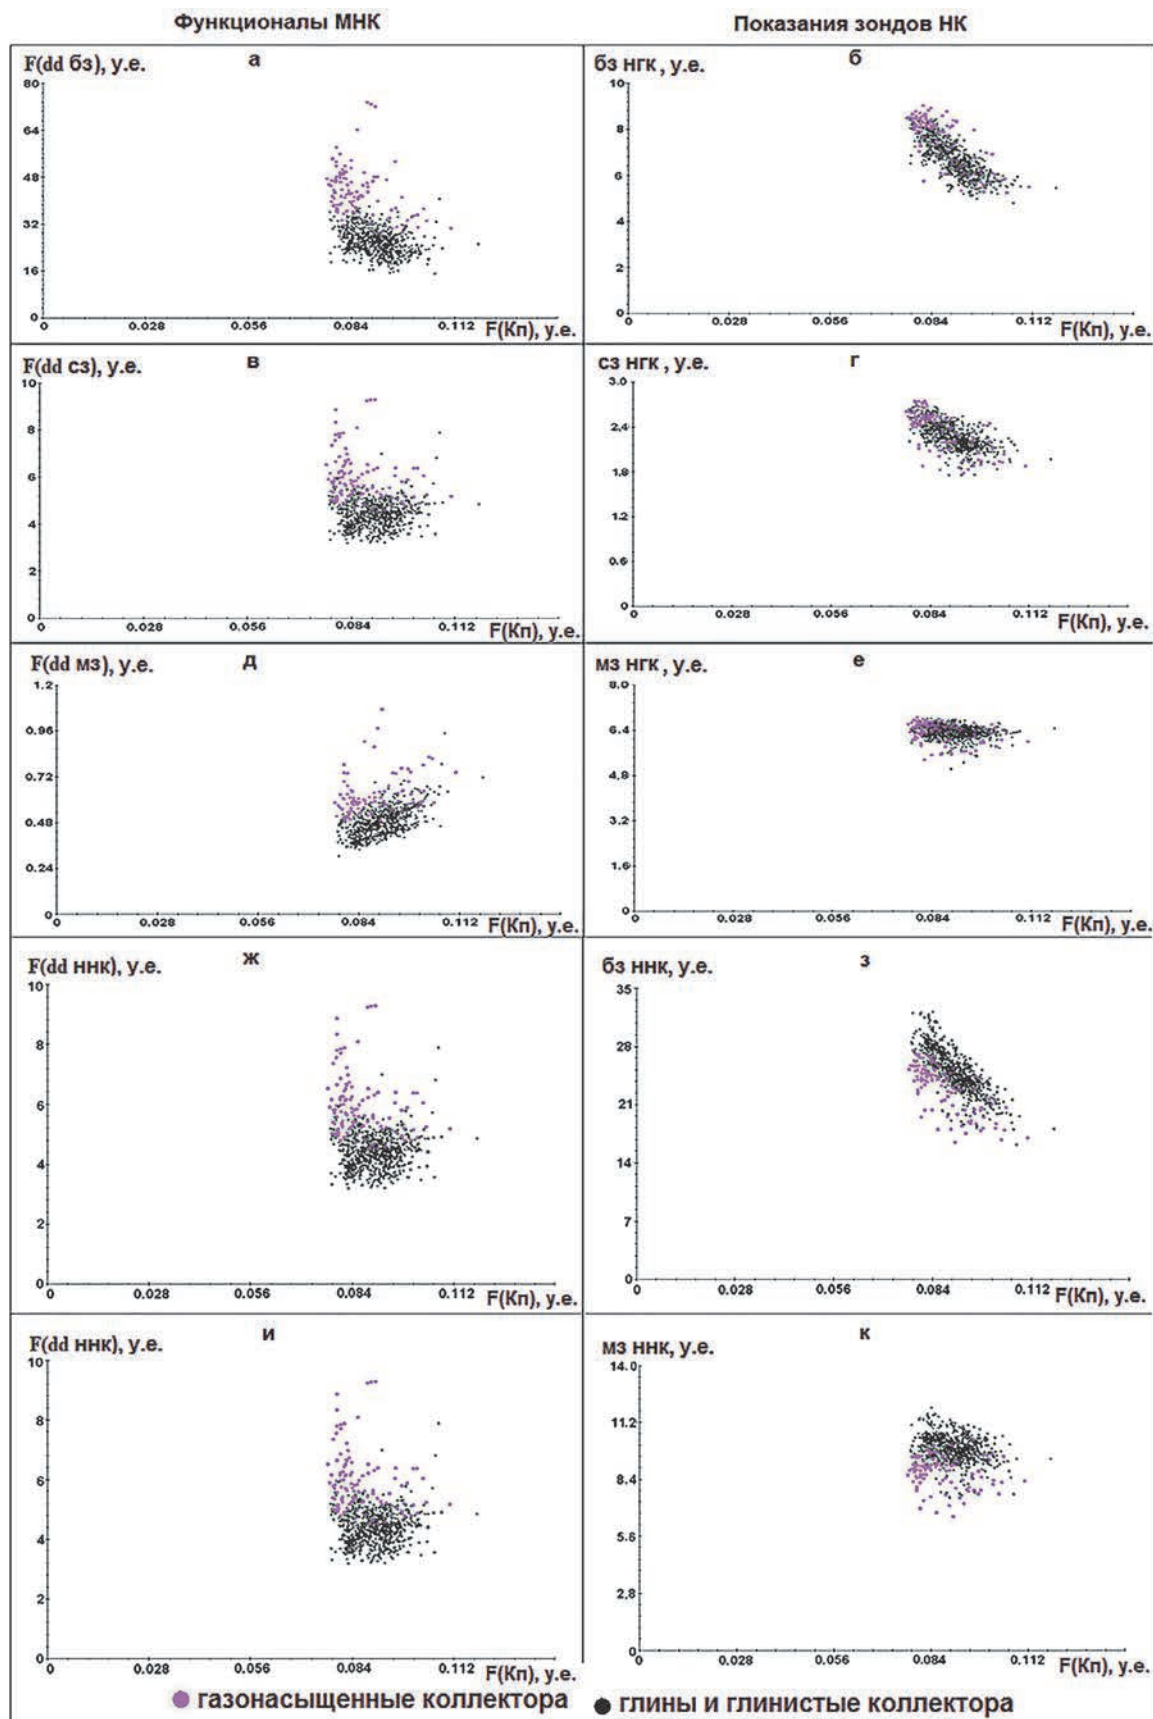 Функционалы МНК
Показания зондов НК
F(dd бз), у.е.
а
80
64
48
32
16
0
0 0.028 0.056 0.084 0.112 F(Кп), у.е.
бз нгк , у.е.
б
10
8
6
4
2
0
?
0 0.028 0.056 0.084 0.112 F(Кп), у.е.
F(dd сз), у.е.
в
10
8
6
4
2
0
0 0.028 0.056 0.084 0.112 F(Кп), у.е.
сз нгк , у.е.
г
3.0
2.4
1.8
1.2
0.6
0
0 0.028 0.056 0.084 0.112 F(Кп), у.е.
F(dd мз), у.е.
д
1.2
0.96
0.72
0.48
0.24
0
0 0.028 0.056 0.084 0.112 F(Кп), у.е.
мз нгк , у.е.
е
8.0
6.4
4.8
3.2
1.6
0
0 0.028 0.056 0.084 0.112 F(Кп), у.е.
F(dd ннк), у.е.
ж
10
8
6
4
2
0
0 0.028 0.056 0.084 0.112 F(Кп), у.е.
бз ннк, у.е.
з
35
28
21
14
7
0
0 0.028 0.056 0.084 0.112 F(Кп), у.е.
F(dd ннк), у.е.
и
10
8
6
4
2
0
0 0.028 0.056 0.084 0.112 F(Кп), у.е.
мз ннк, у.е.
к
14.0
11.2
8.4
5.6
2.8
0
0 0.028 0.056 0.084 0.112 F(Кп), у.е.
газонасыщенные коллектора
глины и глинистые коллектора